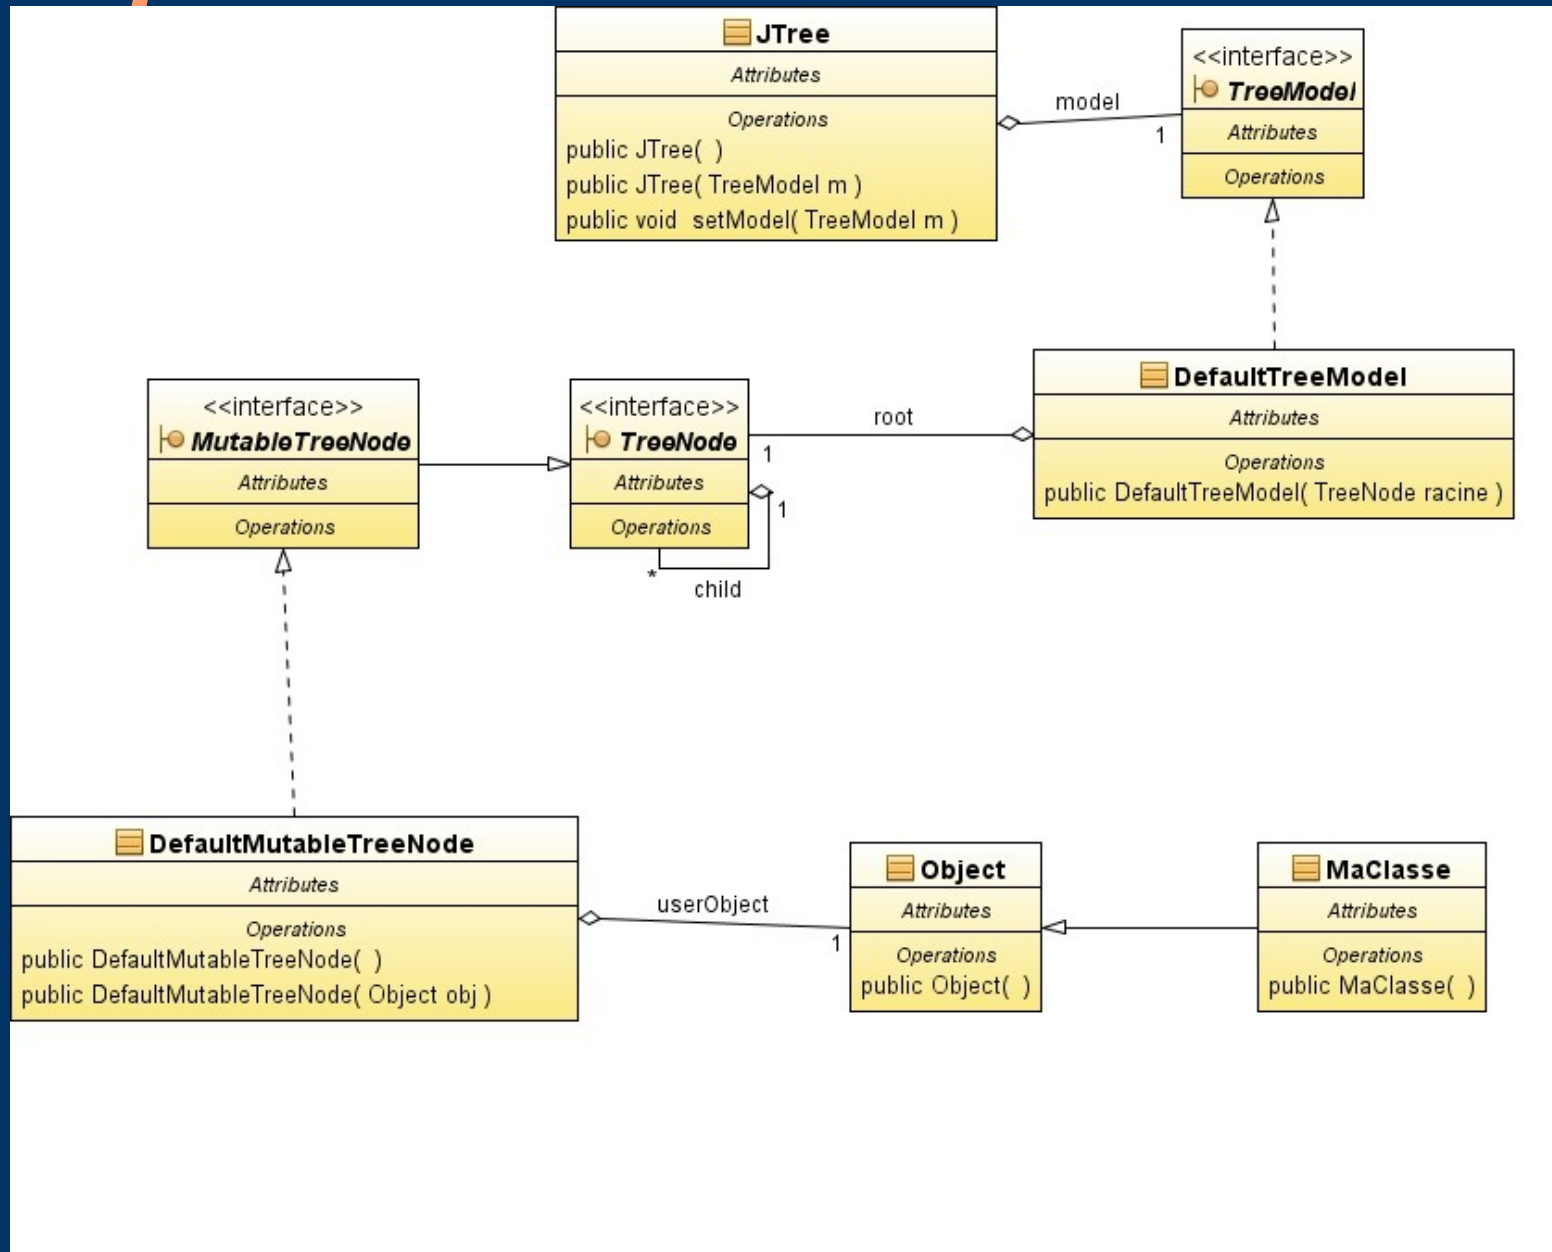 JTree
Attributes
Operations
public JTree( )
public JTree( TreeModel m )
public void setModel( TreeModel m )
model
1
<<interface>>
TreeModel
Attributes
Operations
<<interface>>
MutableTreeNode
Attributes
Operations
<<interface>>
TreeNode
Attributes
Operations
1
root
1
*
child
DefaultTreeModel
Attributes
Operations
public DefaultTreeModel( TreeNode racine )
DefaultMutableTreeNode
Attributes
Operations
public DefaultMutableTreeNode( )
public DefaultMutableTreeNode( Object obj )
userObject
1
Object
Attributes
Operations
public Object( )
MaClasse
Attributes
Operations
public MaClasse( )